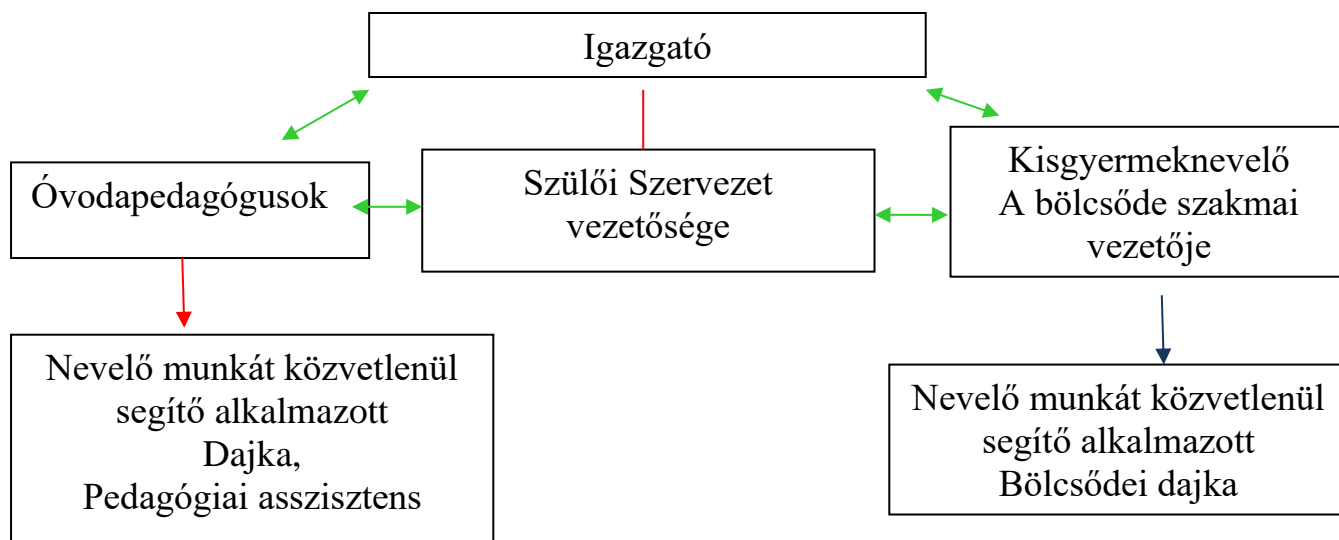 Igazgató
Óvodapedagógusok
Szülői Szervezet
vezetősége
Kisgyermeknevelő
A bölcsőde szakmai
vezetője
Nevelő munkát közvetlenül
segítő alkalmazott
Dajka,
Pedagógiai asszisztens
Nevelő munkát közvetlenül
segítő alkalmazott
Bölcsődei dajka